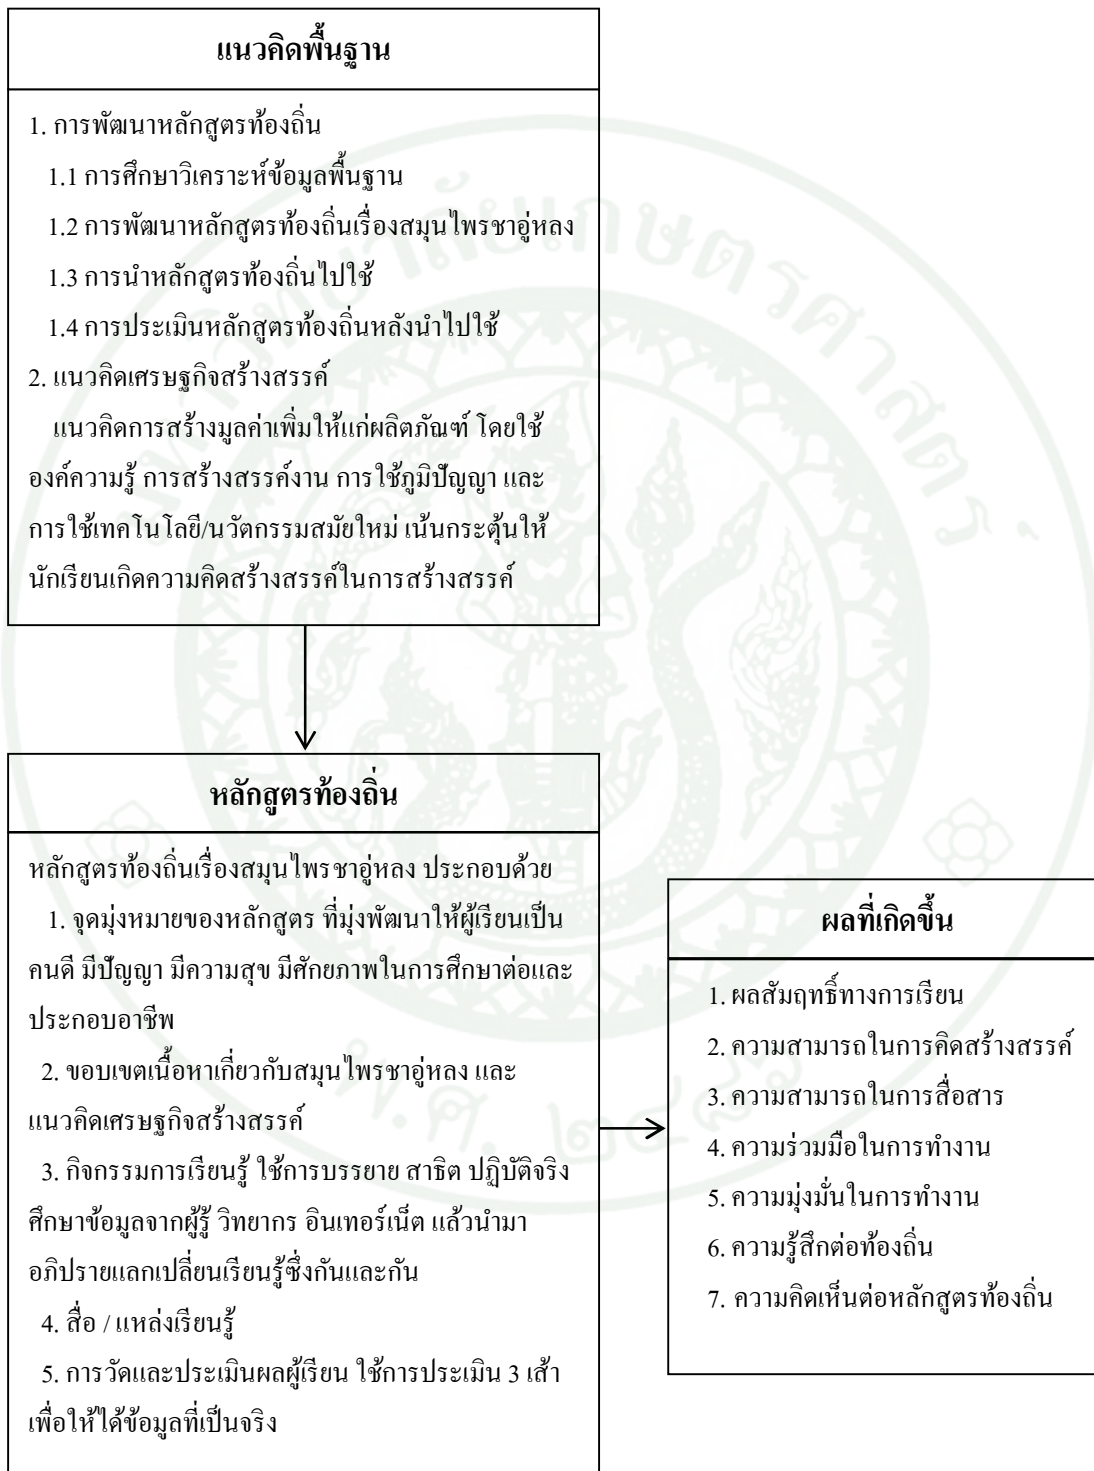 แนวคิดพื้นฐาน
1. การพัฒนาหลักสูตรท้องถิ่น
1.1 การศึกษาวิเคราะห์ข้อมูลพื้นฐาน
1.2 การพัฒนาหลักสูตรท้องถิ่นเรื่องสมุนไพรชาอู่หลง
1.3 การนำหลักสูตรท้องถิ่นไปใช้
1.4 การประเมินหลักสูตรท้องถิ่นหลังนำไปใช้
2. แนวคิดเศรษฐกิจสร้างสรรค์
แนวคิดการสร้างมูลค่าเพิ่มให้แก่ผลิตภัณฑ์ โดยใช้
องค์ความรู้ การสร้างสรรค์งาน การใช้ภูมิปัญญา และ
การใช้เทคโนโลยี/นวัตกรรมสมัยใหม่ เน้นกระตุ้นให้
นักเรียนเกิดความคิดสร้างสรรค์ในการสร้างสรรค์
หลักสูตรท้องถิ่น
หลักสูตรท้องถิ่นเรื่องสมุนไพรชาอู่หลง ประกอบด้วย
1. จุดมุ่งหมายของหลักสูตร ที่มุ่งพัฒนาให้ผู้เรียนเป็น
คนดี มีปัญญา มีความสุข มีศักยภาพในการศึกษาต่อและ
ประกอบอาชีพ
2. ขอบเขตเนื้อหาเกี่ยวกับสมุนไพรชาอู่หลง และ
แนวคิดเศรษฐกิจสร้างสรรค์
3. กิจกรรมการเรียนรู้ ใช้การบรรยาย สาธิต ปฏิบัติจริง
ศึกษาข้อมูลจากผู้รู้ วิทยากร อินเทอร์เน็ต แล้วนำมา
อภิปรายแลกเปลี่ยนเรียนรู้ซึ่งกันและกัน
4. สื่อ / แหล่งเรียนรู้
5. การวัดและประเมินผลผู้เรียน ใช้การประเมิน 3 เส้า
เพื่อให้ได้ข้อมูลที่เป็นจริง
ผลที่เกิดขึ้น
1. ผลสัมฤทธิ์ทางการเรียน
2. ความสามารถในการคิดสร้างสรรค์
3. ความสามารถในการสื่อสาร
4. ความร่วมมือในการทำงาน
5. ความมุ่งมั่นในการทำงาน
6. ความรู้สึกต่อท้องถิ่น
7. ความคิดเห็นต่อหลักสูตรท้องถิ่น
มหาวิทยาลัยเกษตรศาสตร์
พ.ศ. ๒๔๘๖